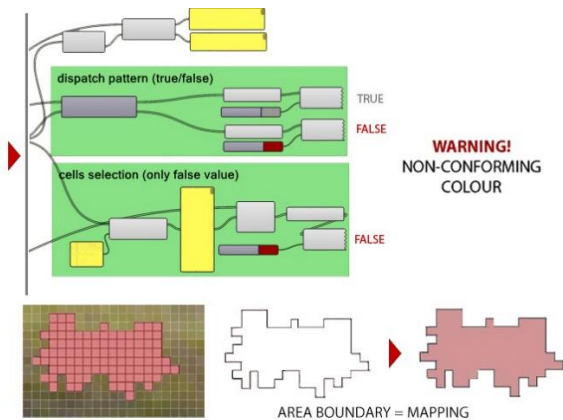 dispatch pattern (true/false)
TRUE
FALSE
WARNING!
NON-CONFORMING
COLOUR
cells selection (only false value)
FALSE
AREA BOUNDARY = MAPPING